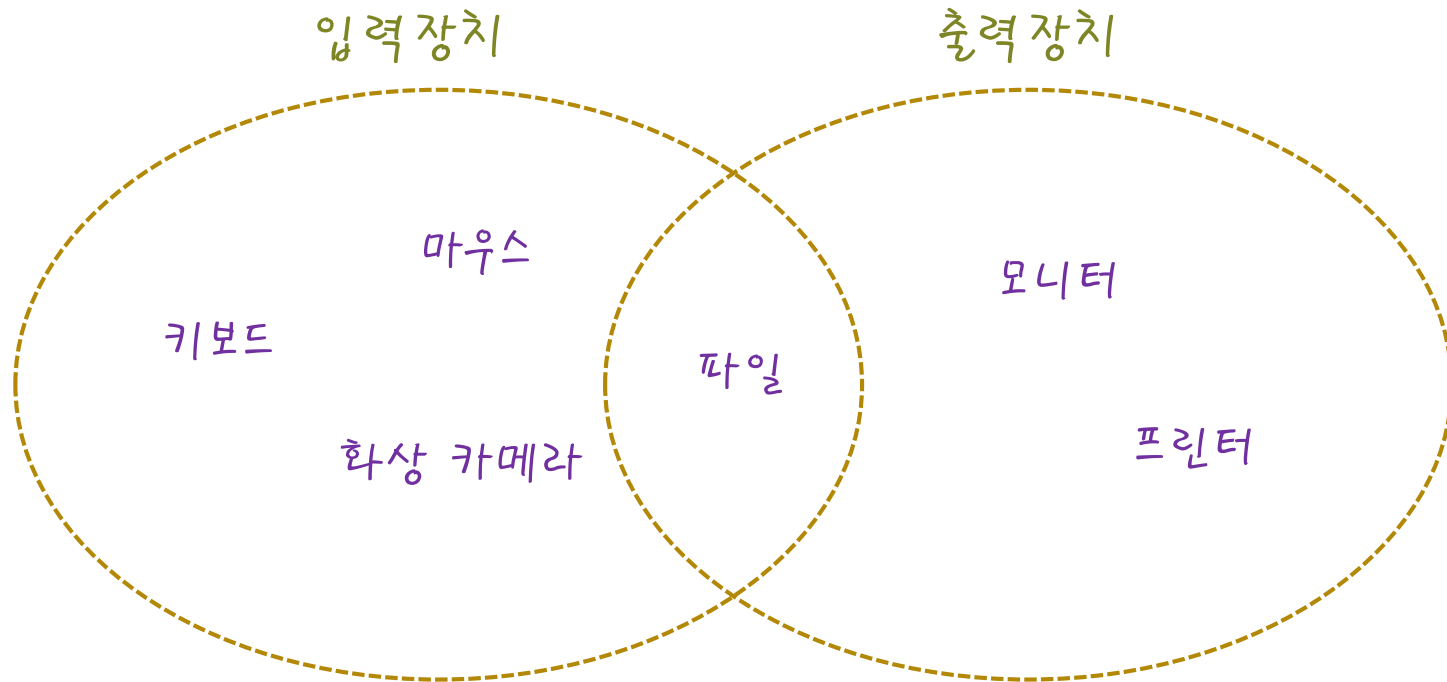 입력장치
출력장치
마우스
모니터
키보드
파일
화상 카메라
프린터